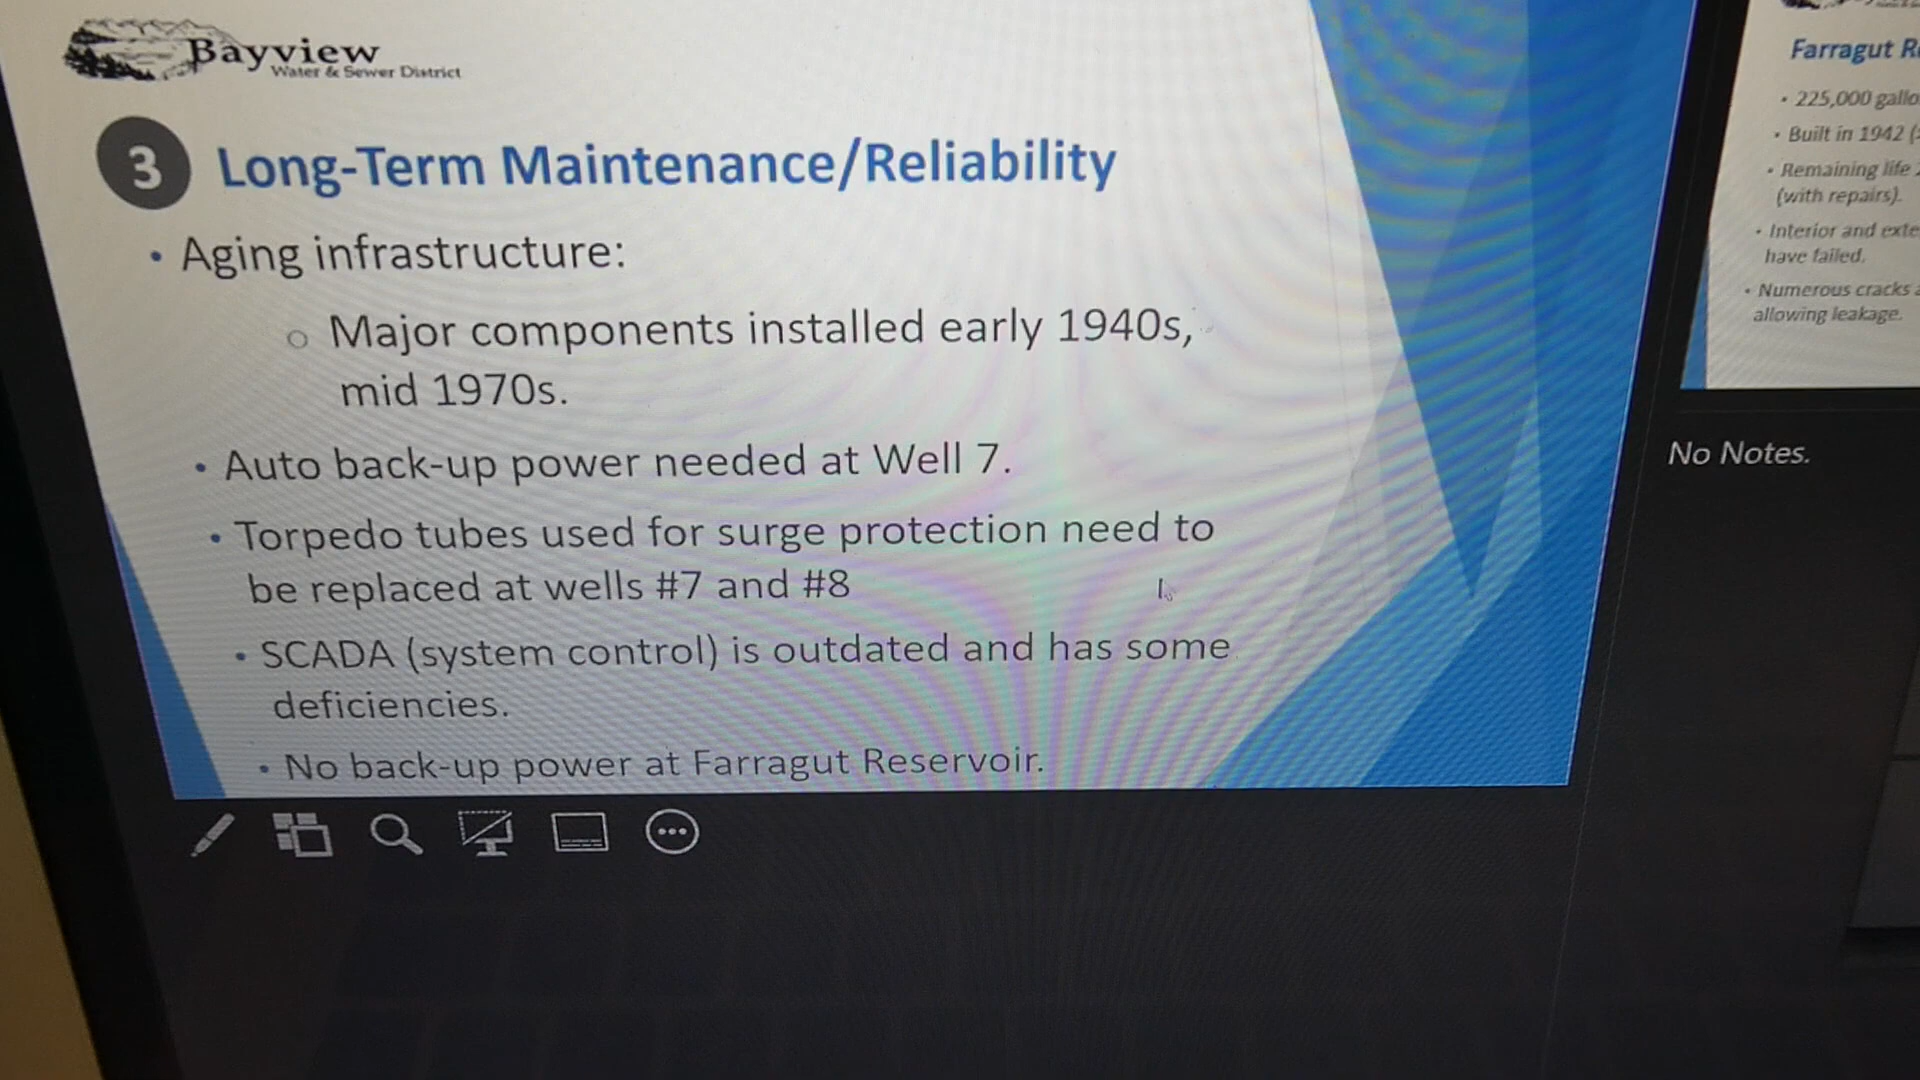 Bayview
Water & Sewer District
3 Long-Term Maintenance/Reliability
• Aging infrastructure:
o Major components installed early 1940s,
mid 1970s.
• Auto back-up power needed at Well 7.
• Torpedo tubes used for surge protection need to
be replaced at wells #7 and #8
• SCADA (system control) is outdated and has some
deficiencies.
• No back-up power at Farragut Reservoir.
Farragut
• 225,000
• Built in 1942
• Remaining life
(with repairs).
• Interior and
have failed.
• Numerous cracks
allowing leakage.
No Notes.